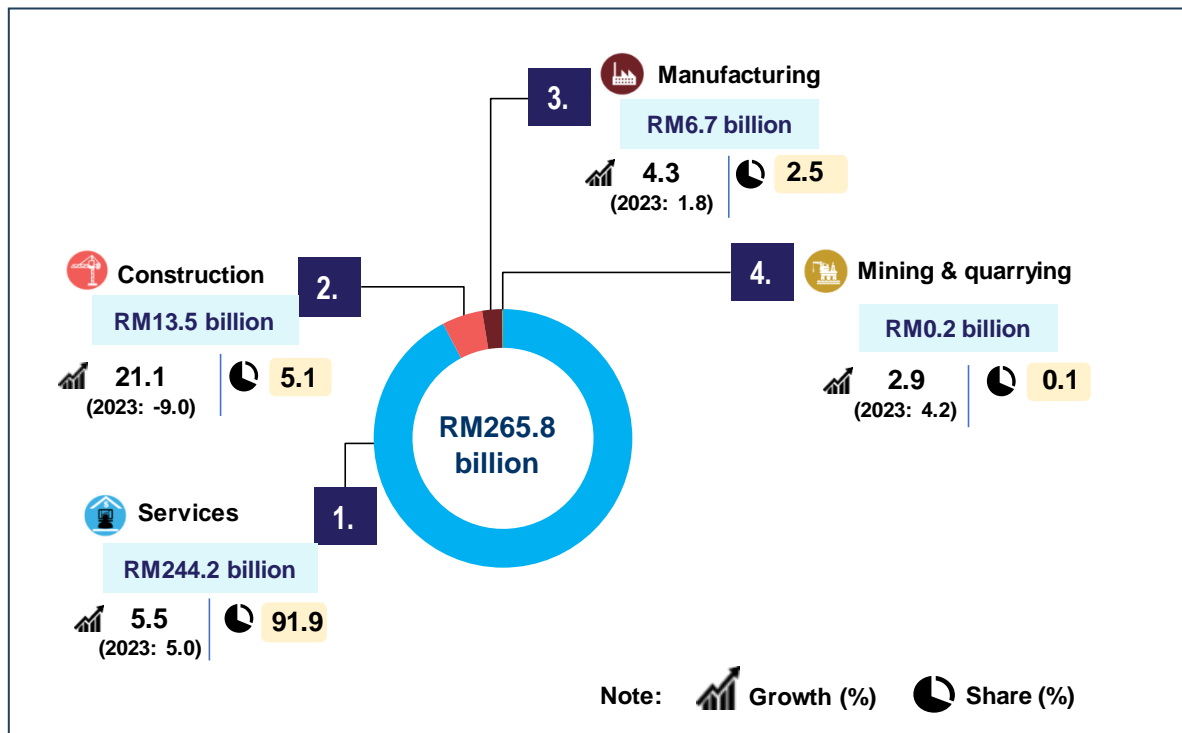 3.
Manufacturing
RM6.7 billion
4.3
2.5
(2023: 1.8)
2.
Construction
RM13.5 billion
21.1
5.1
(2023: -9.0)
4.
Mining & quarrying
RM0.2 billion
2.9
0.1
(2023: 4.2)
RM265.8
billion
1.
Services
RM244.2 billion
5.5
91.9
(2023: 5.0)
Note: Growth (%) Share (%)